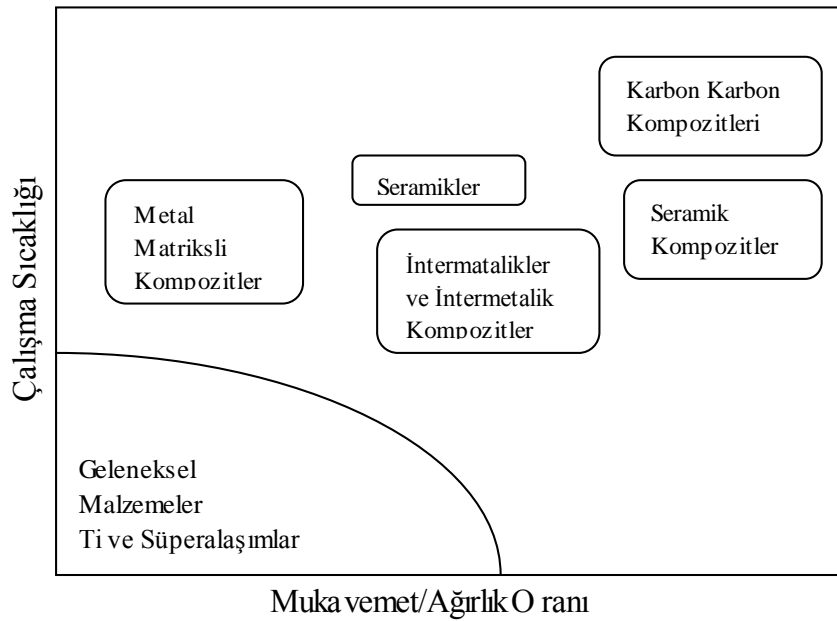 Karbon Karbon
Kompozitleri
Seramikler
Metal
Matriksli
Kompozitler
Seramik
Kompozitler
İntermatalikler
ve İntermetalik
Kompozitler
Çalışma Sıcaklığı
Geleneksel
Malzemeler
Ti ve Süperalaşımlar
Mukavemet/Ağırlık Oranı